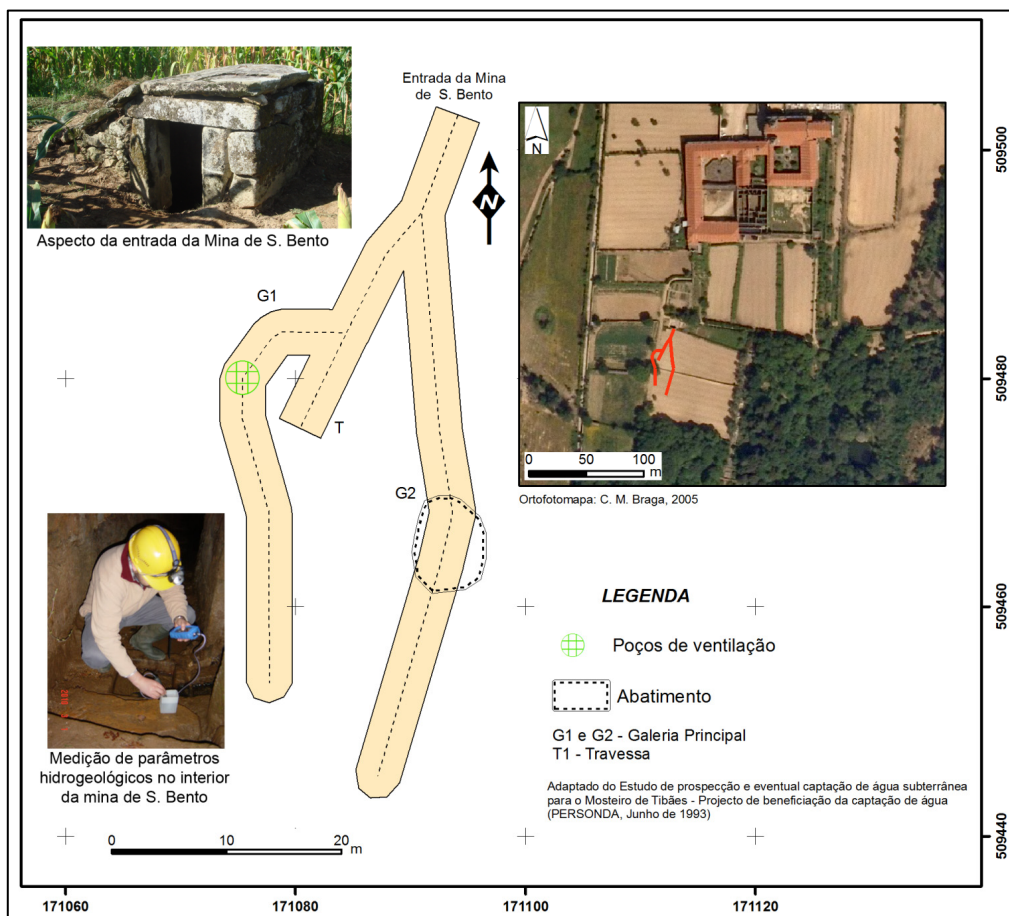 Entrada da Mina
de S. Bento
N
N
Aspecto da entrada da Mina de S. Bento
G1
T
G2
0 50 100
m
Ortofotomapa: C. M. Braga, 2005
LEGENDA
Poços de ventilação
Abatimento
G1 e G2 - Galeria Principal
T1 - Travessa
Adaptado do Estudo de prospecção e eventual captação de água subterrânea
para o Mosteiro de Tibães - Projecto de beneficiação da captação de água
(PERSONDA, Junho de 1993)
Medição de parâmetros
hidrogeológicos no interior
da mina de S. Bento
0 10 20
m
509500
509480
509460
509440
171060 171080 171100 171120